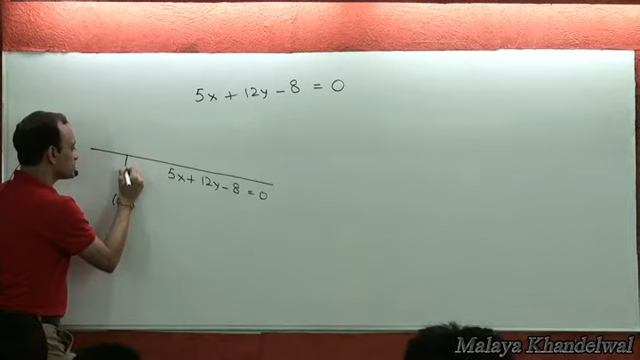 5x + 12y - 8 = 0
5x + 12y - 8 = 0
Malaya Khandelwal